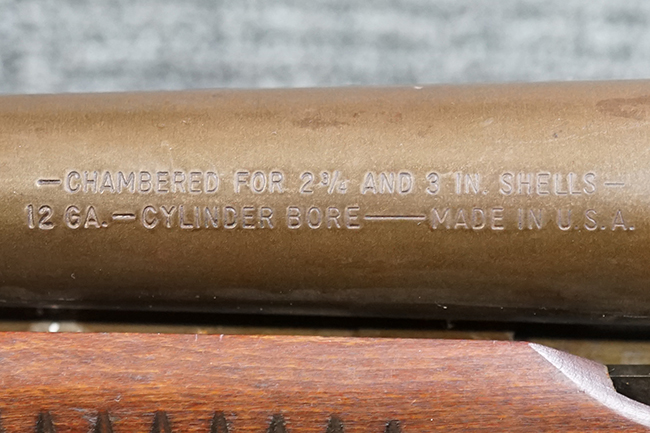 —CHAMBERED FOR 2¾ AND 3 IN. SHELLS—
12 GA.—CYLINDER BORE——MADE IN U.S.A.